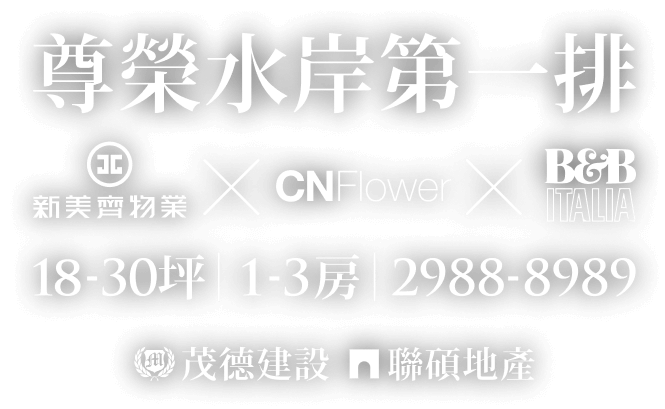 尊榮水岸第一排
新美齊物業 × CNFlower × B&B ITALIA
18-30坪 | 1-3房 | 2988-8989
茂德建設 聯碩地產